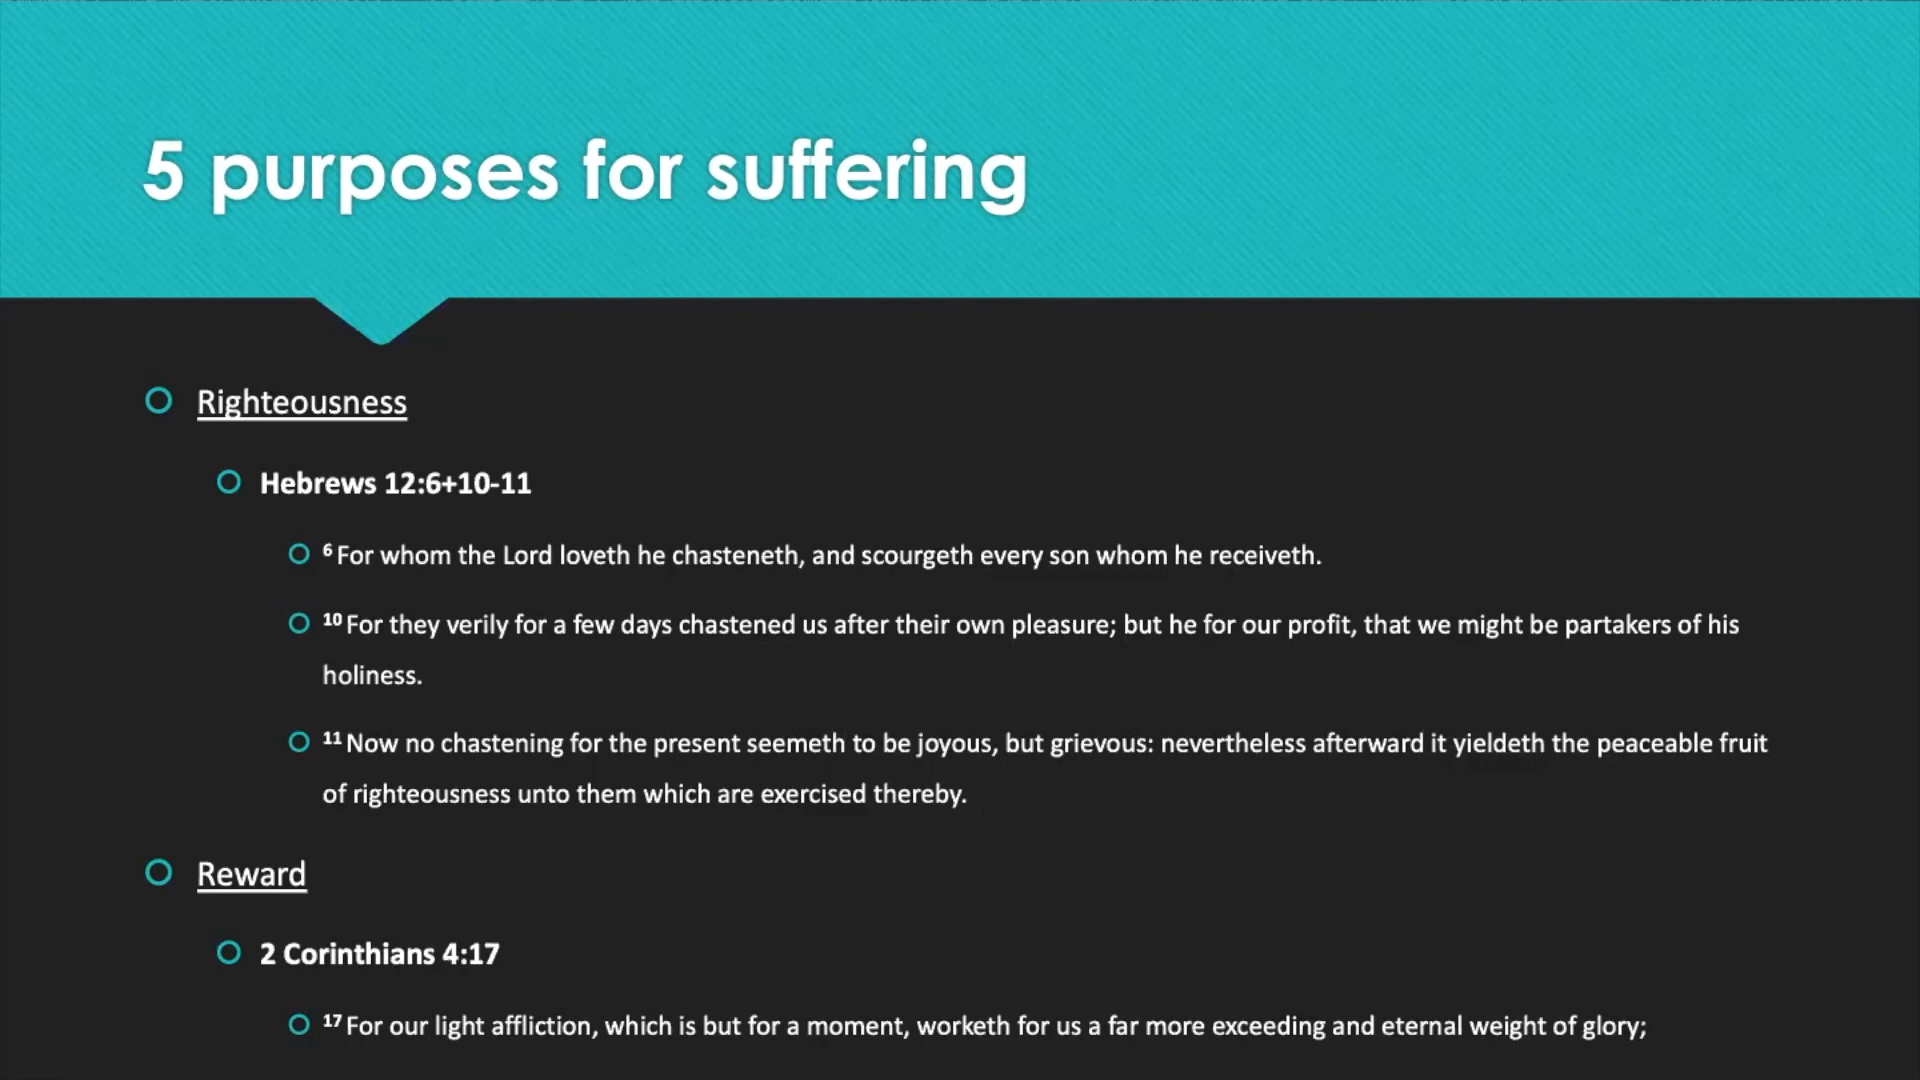 5 purposes for suffering
Righteousness
Hebrews 12:6+10-11
6 For whom the Lord loveth he chasteneth, and scourgeth every son whom he receiveth.
10 For they verily for a few days chastened us after their own pleasure; but he for our profit, that we might be partakers of his
holiness.
11 Now no chastening for the present seemeth to be joyous, but grievous: nevertheless afterward it yieldeth the peaceable fruit
of righteousness unto them which are exercised thereby.
Reward
2 Corinthians 4:17
17 For our light affliction, which is but for a moment, worketh for us a far more exceeding and eternal weight of glory;